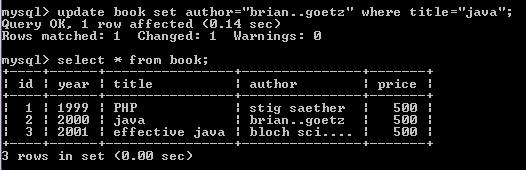 mysql> update book set author="brian..goetz" where title="java";
Query OK, 1 row affected (0.14 sec)
Rows matched: 1  Changed: 1  Warnings: 0
mysql> select * from book;
+----+------+----------------+---------------+-------+
¦ id ¦ year ¦ title          ¦ author        ¦ price ¦
+----+------+----------------+---------------+-------+
¦  1 ¦ 1999 ¦ PHP            ¦ stig saether  ¦   500 ¦
¦  2 ¦ 2000 ¦ java           ¦ brian..goetz  ¦   500 ¦
¦  3 ¦ 2001 ¦ effective java ¦ bloch sci.... ¦   500 ¦
+----+------+----------------+---------------+-------+
3 rows in set (0.00 sec)